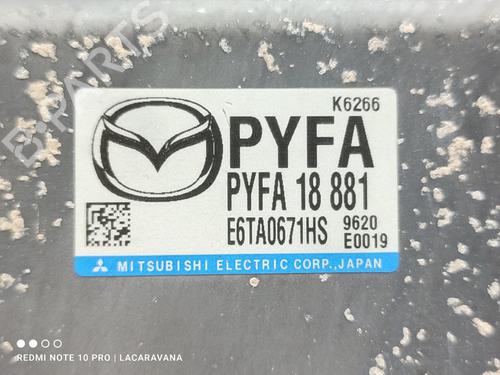 B-PARTS
K6266
PYFA
PYFA 18 881
E6TA0671HS 9620
E0019
MITSUBISHI ELECTRIC CORP., JAPAN
REDMI NOTE 10 PRO | LACARAVANA